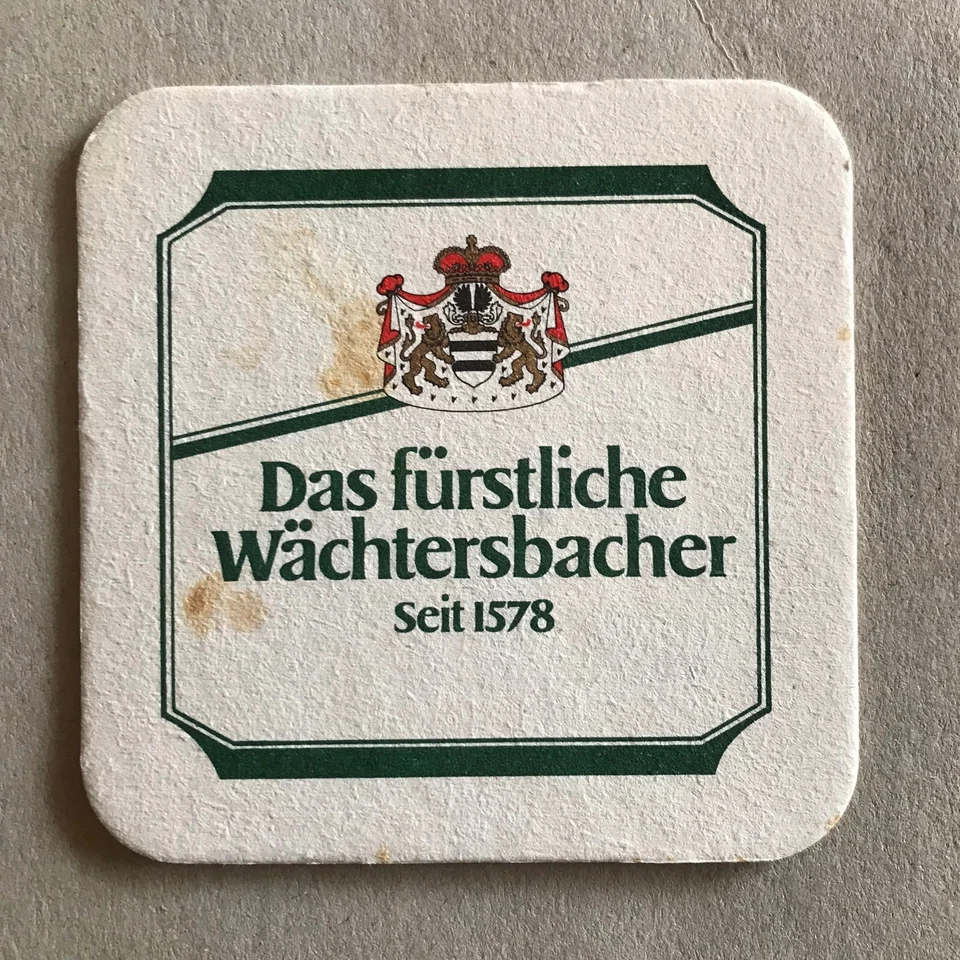 Das fürstliche
Wächtersbacher
Seit 1578